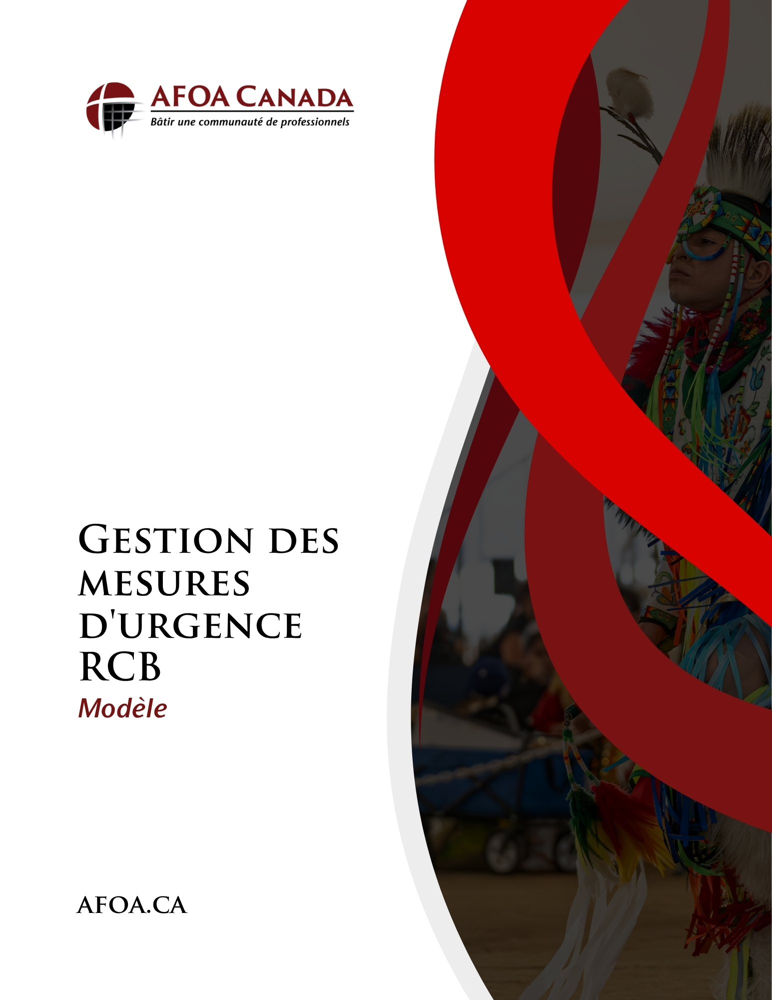 AFOA CANADA
Bâtir une communauté de professionnels
GESTION DES
MESURES
D'URGENCE
RCB
Modèle
AFOA.CA